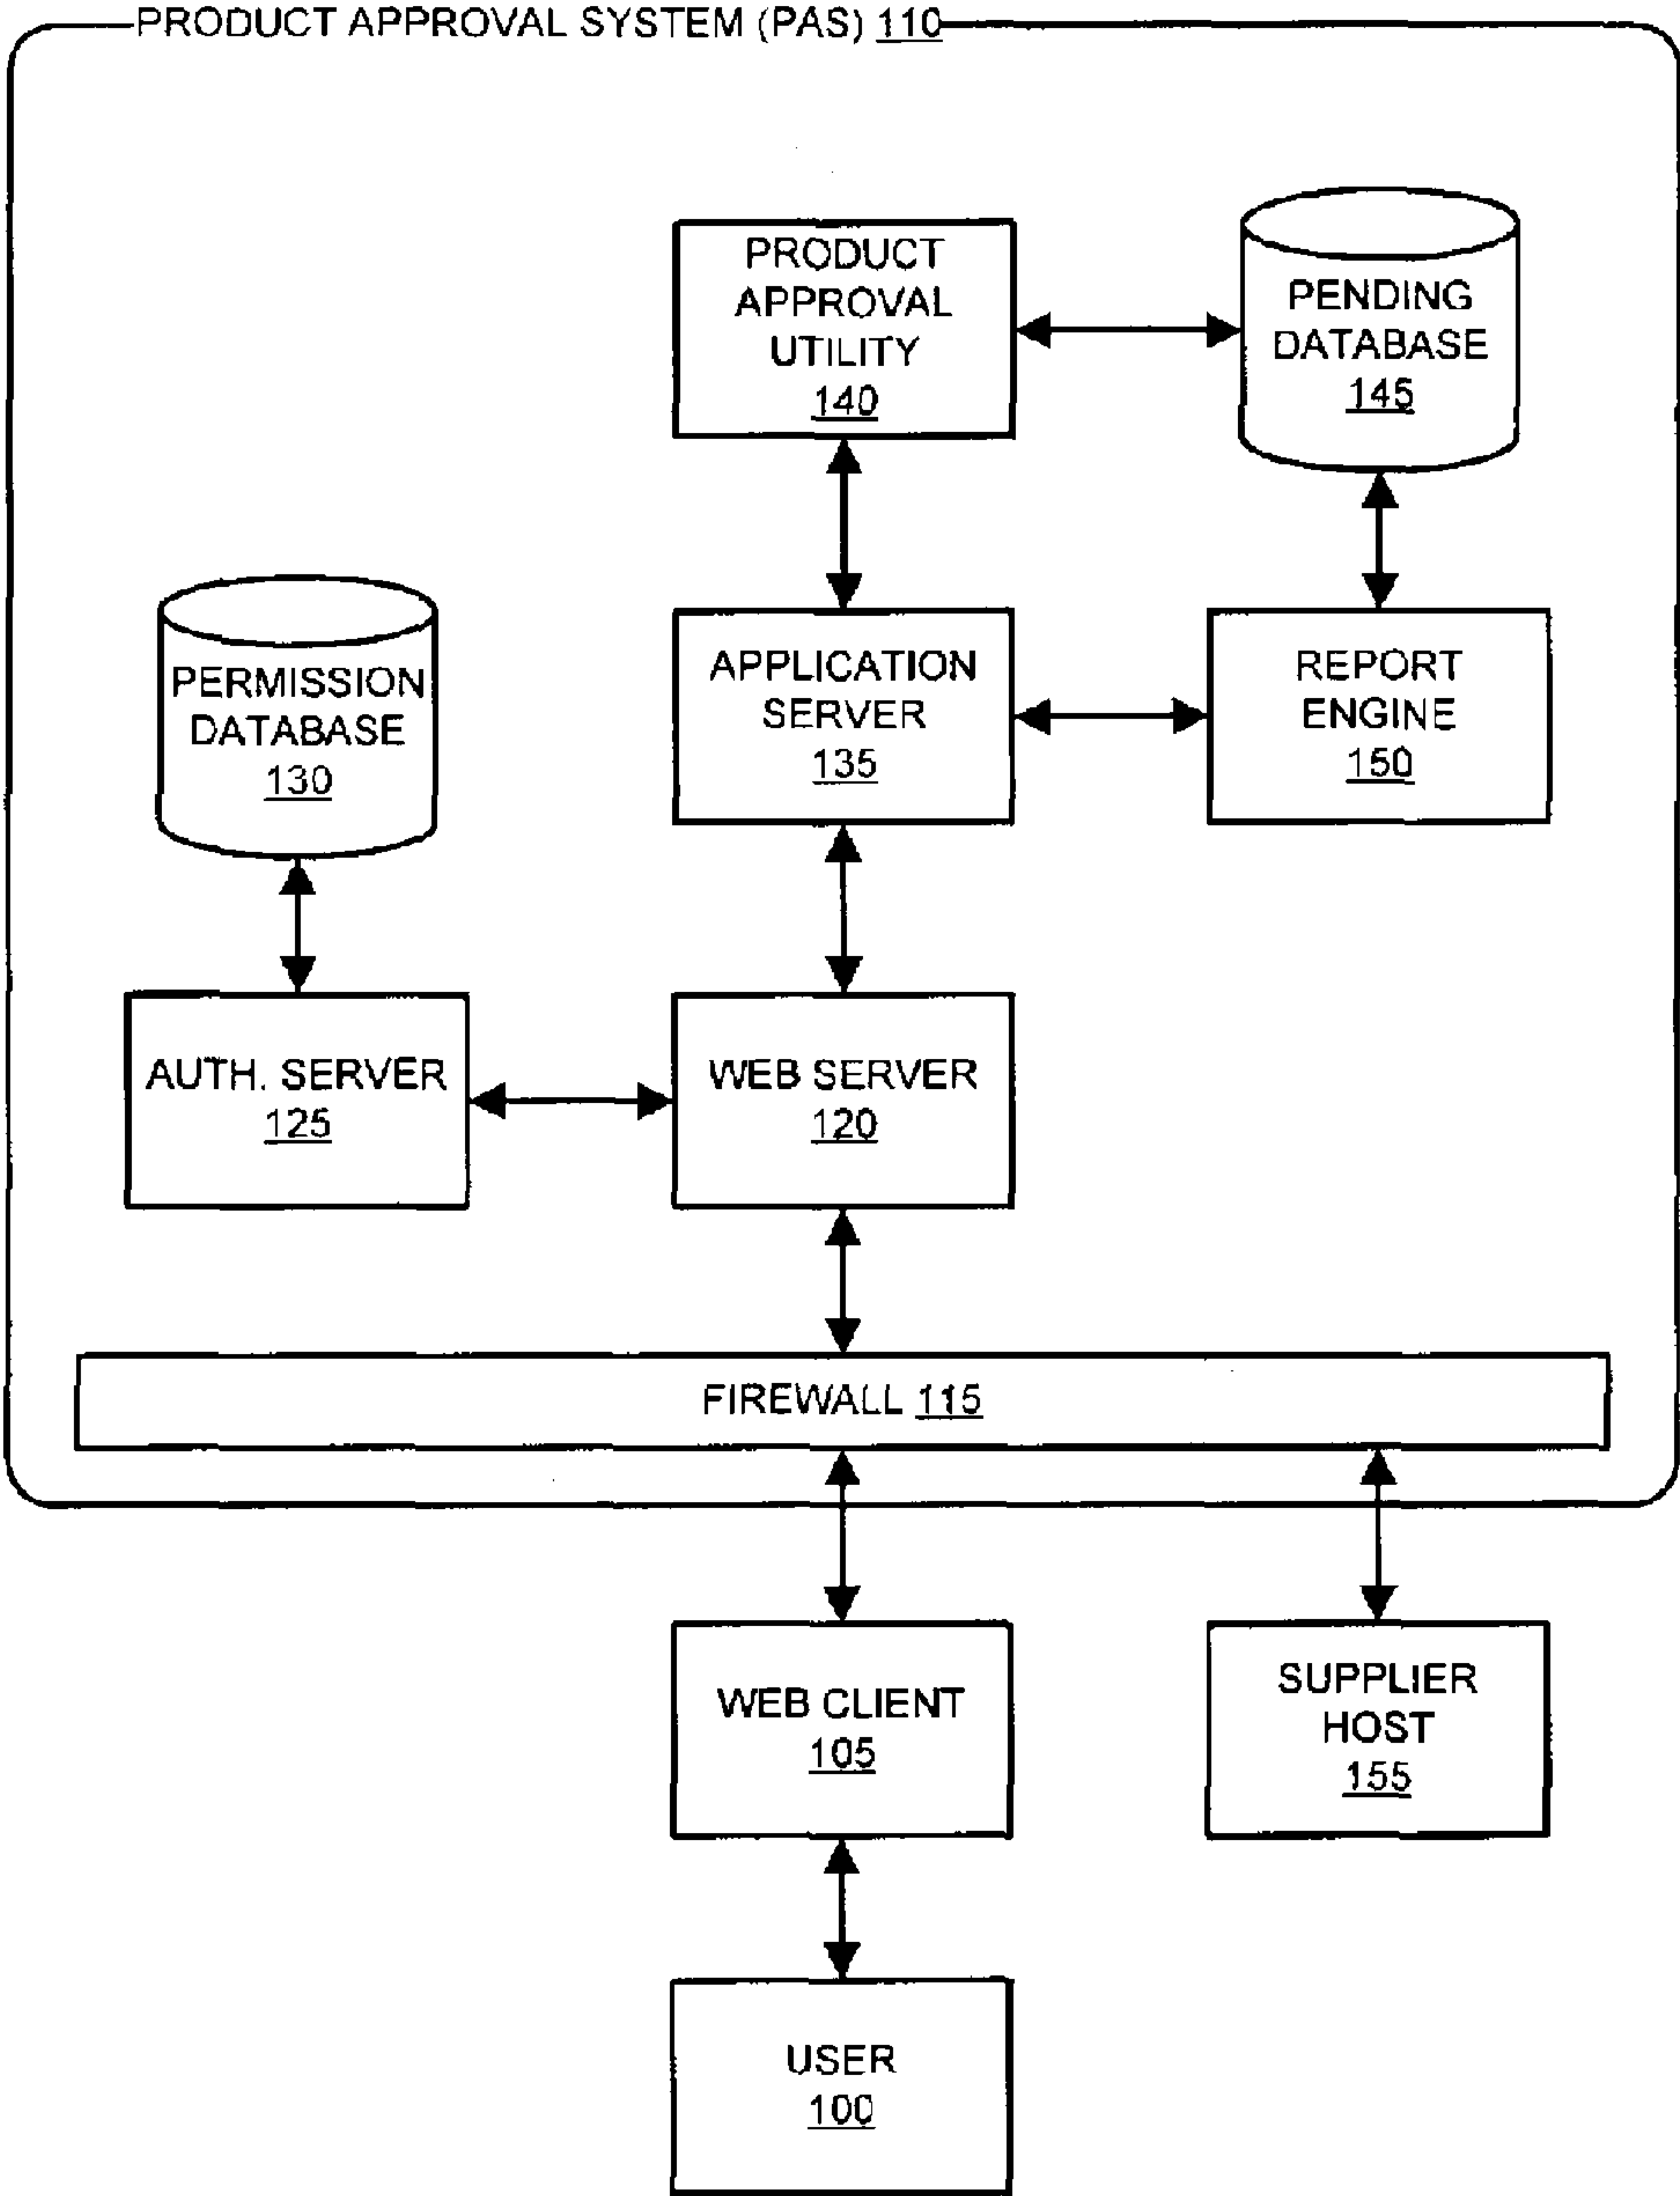 PRODUCT APPROVAL SYSTEM (PAS) 110
PRODUCT
APPROVAL
UTILITY
140
PENDING
DATABASE
145
PERMISSION
DATABASE
130
APPLICATION
SERVER
135
REPORT
ENGINE
150
AUTH. SERVER
125
WEB SERVER
120
FIREWALL 115
WEB CLIENT
105
SUPPLIER
HOST
155
USER
100